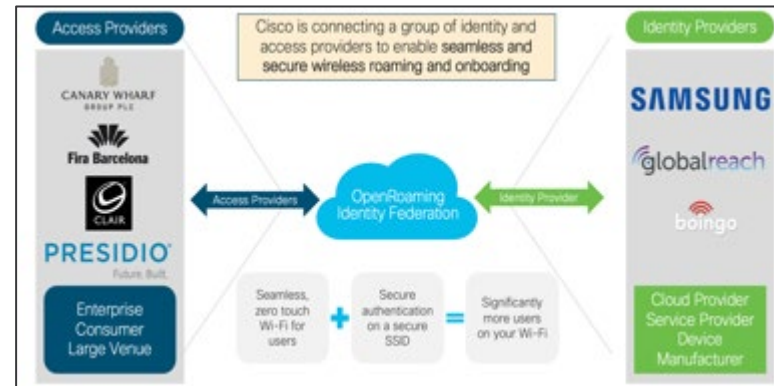 Access Providers
CANARY WHARF
GROUP PLC
Fira Barcelona
CLAIR
PRESIDIO®
Future. Built.
Enterprise
Consumer
Large Venue
Cisco is connecting a group of identity and
access providers to enable seamless and
secure wireless roaming and onboarding
Access Providers
OpenRoaming
Identity Federation
Identity Provider
Seamless,
zero touch
Wi-Fi for
users
+
Secure
authentication
on a secure
SSID
=
Significantly
more users
on your Wi-Fi
Identity Providers
SAMSUNG
globalreach
boingo
Cloud Provider
Service Provider
Device
Manufacturer